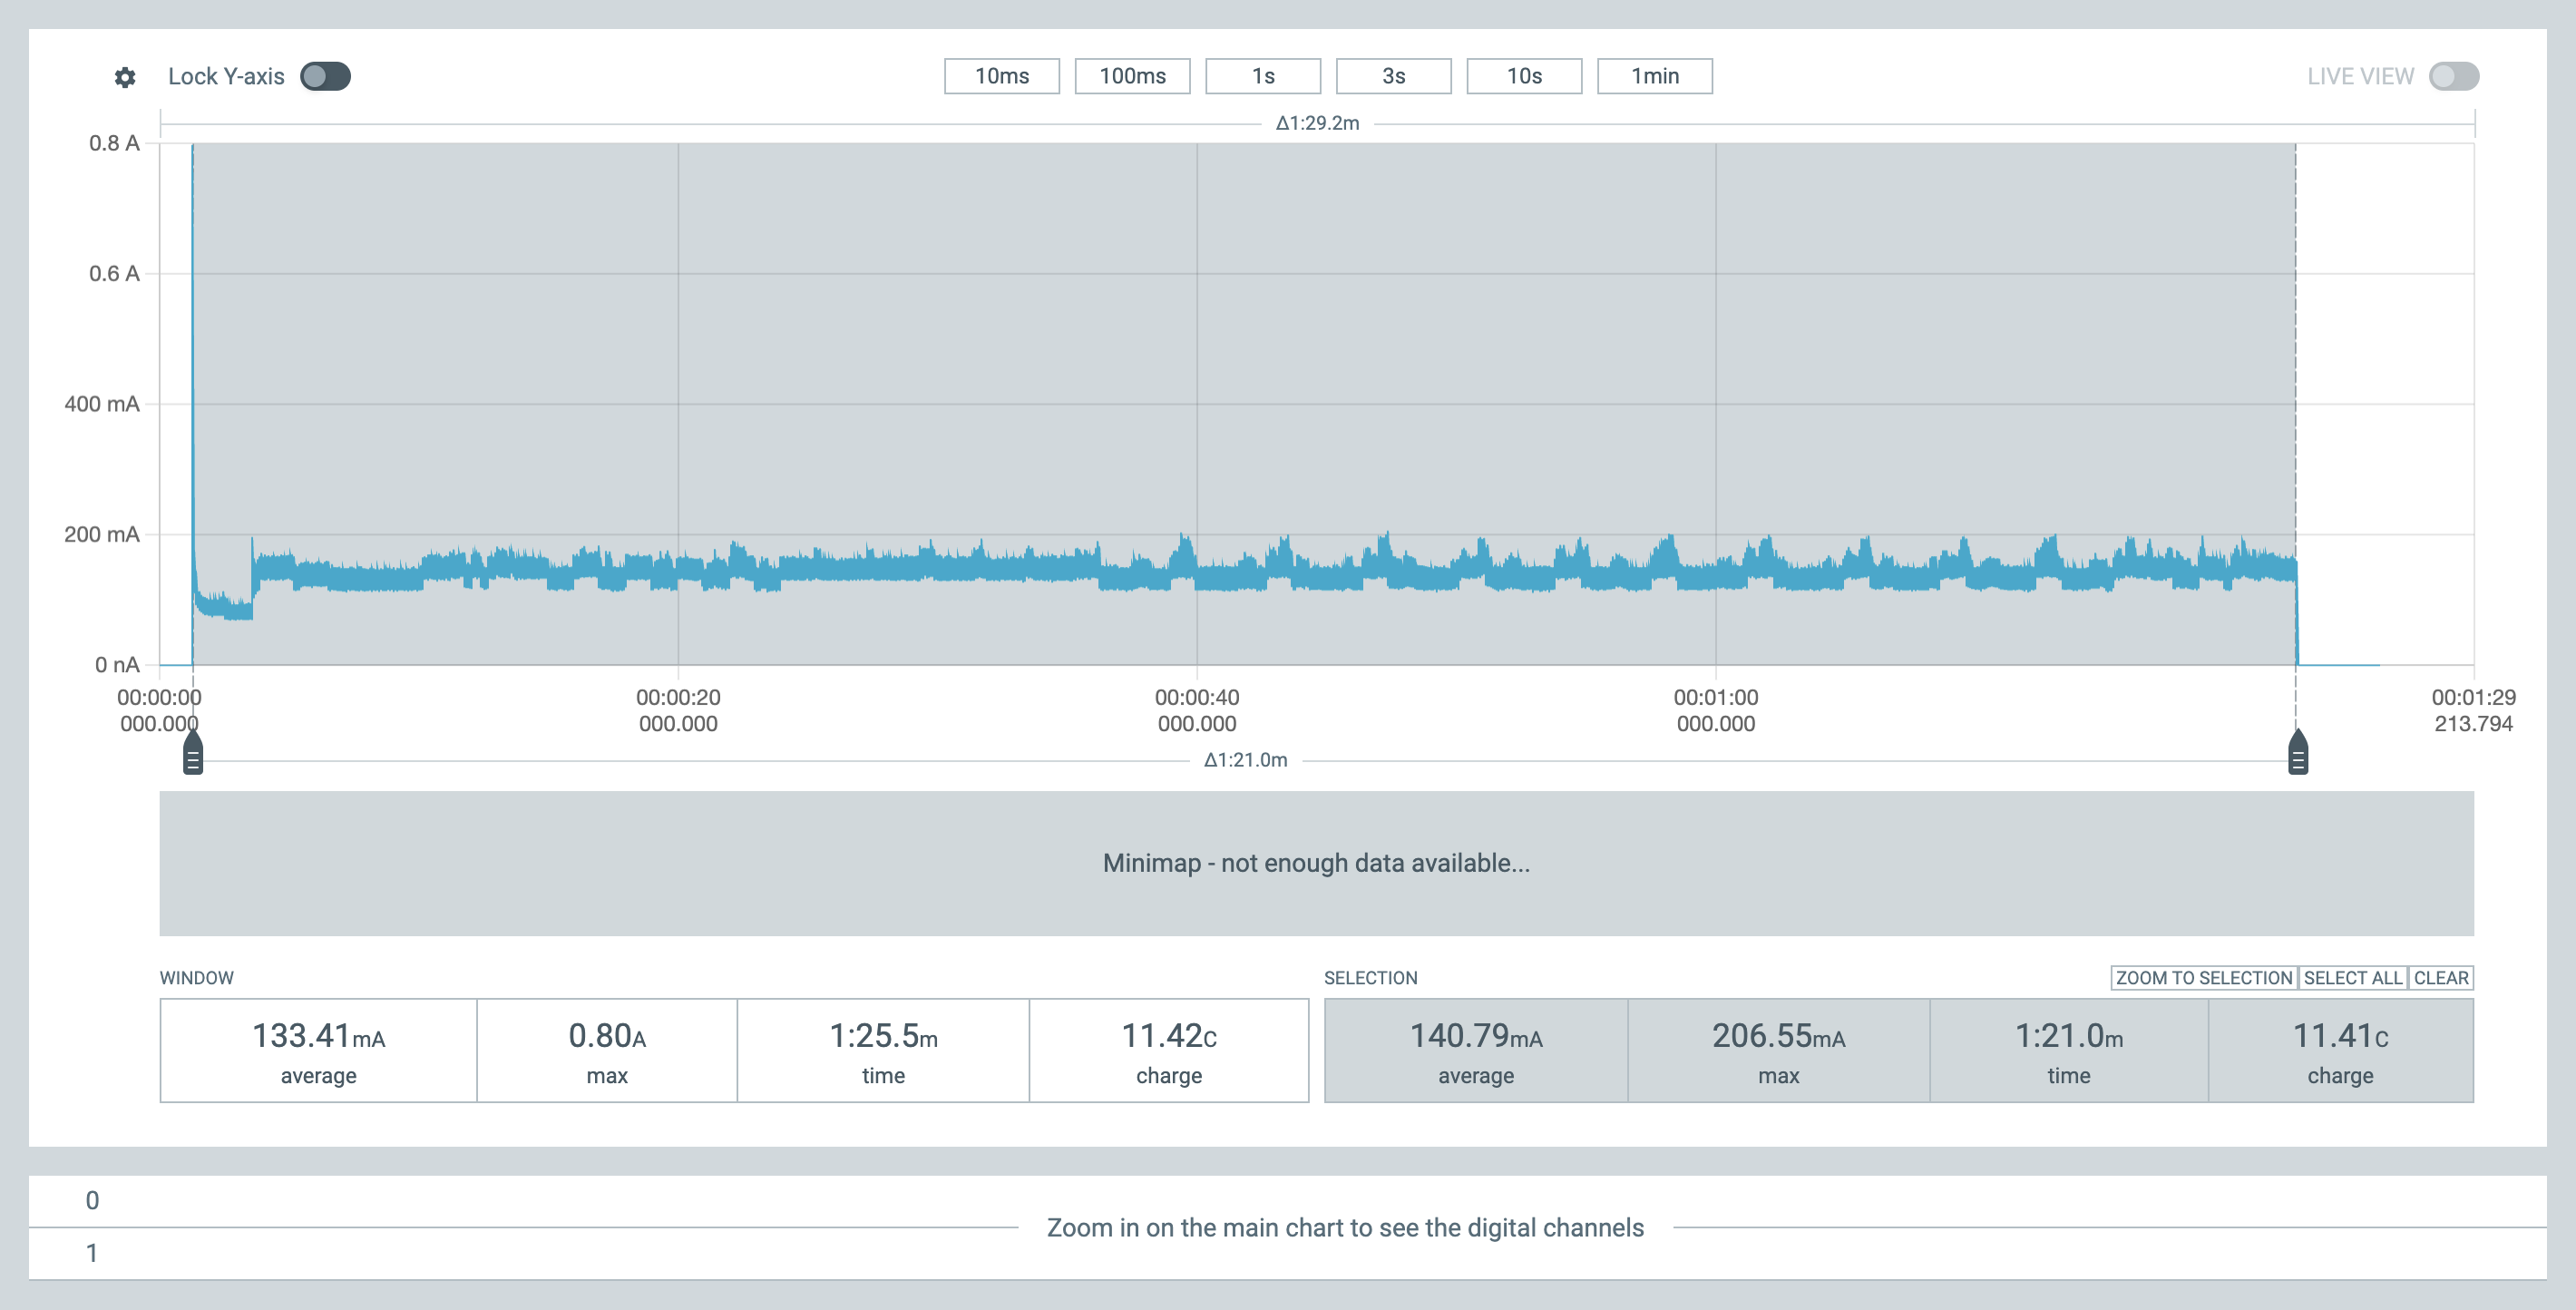 Lock Y-axis
10ms 100ms 1s 3s 10s 1min
LIVE VIEW
Δ1:29.2m
0.8 A
0.6 A
400 mA
200 mA
0 nA
00:00:00 00:00:20 00:00:40 00:01:00 00:01:29
000.000 000.000 000.000 000.000 213.794
Δ1:21.0m
Minimap - not enough data available...
WINDOW
133.41mA 0.80A 1:25.5m 11.42C
average max time charge
SELECTION
ZOOM TO SELECTION SELECT ALL CLEAR
140.79mA 206.55mA 1:21.0m 11.41C
average max time charge
0
Zoom in on the main chart to see the digital channels
1